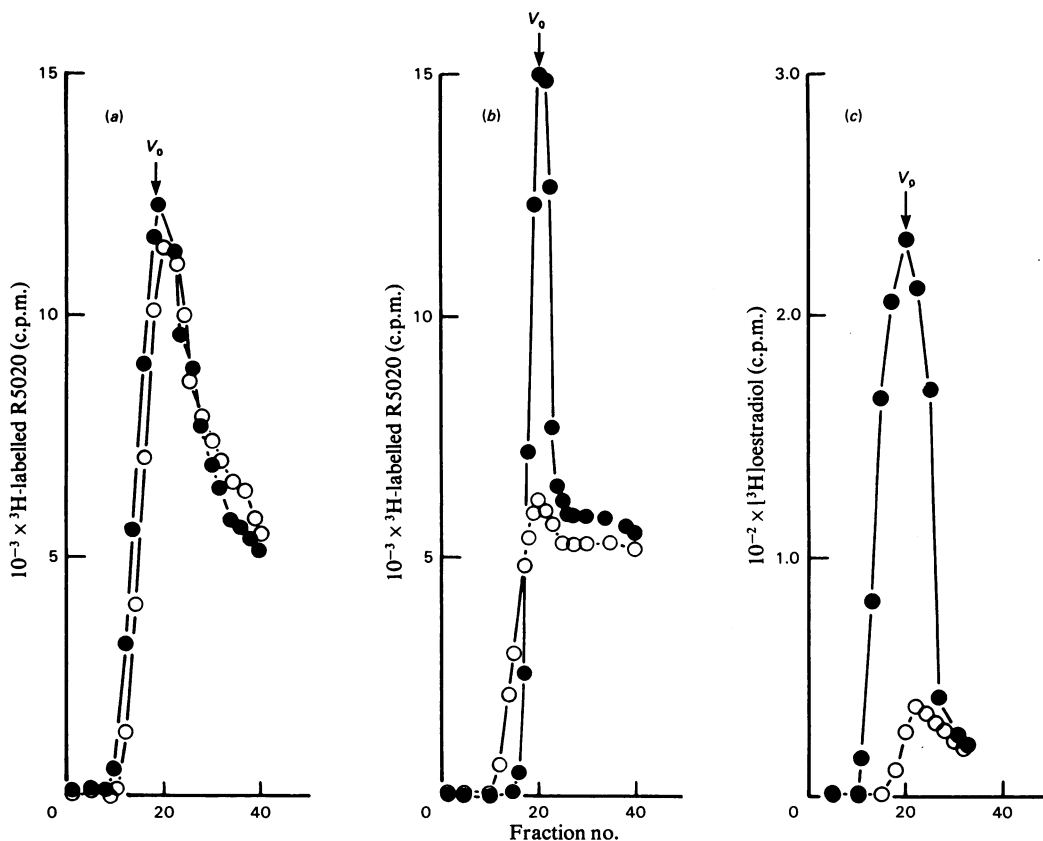 (a)
V₀
15
10
5
0
20
40
10⁻³ × ³H-labelled R5020 (c.p.m.)
(b)
V₀
15
10
5
0
20
40
10⁻³ × ³H-labelled R5020 (c.p.m.)
(c)
V₀
3.0
2.0
1.0
0
20
40
10⁻² × [³H]oestradiol (c.p.m.)
Fraction no.